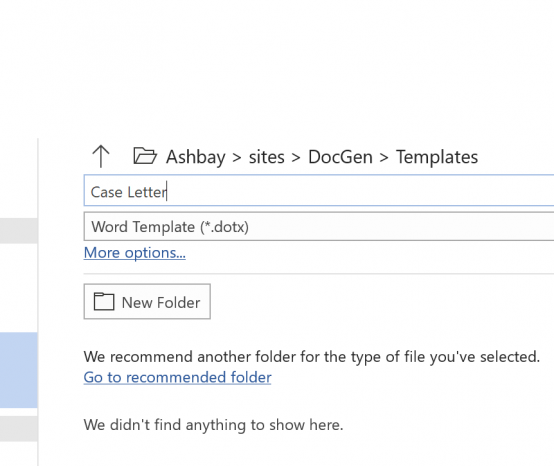 Ashbay > sites > DocGen > Templates
Case Letter
Word Template (*.dotx)
More options...
New Folder
We recommend another folder for the type of file you've selected.
Go to recommended folder
We didn't find anything to show here.